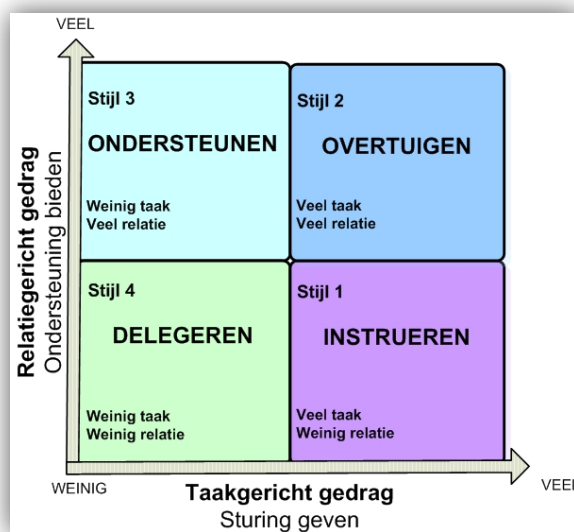 VEEL
Stijl 3
ONDERSTEUNEN
Weinig taak
Veel relatie
Stijl 2
OVERTUIGEN
Veel taak
Veel relatie
Relatiegericht gedrag
Ondersteuning bieden
Stijl 4
DELEGEREN
Weinig taak
Weinig relatie
Stijl 1
INSTRUEREN
Veel taak
Weinig relatie
WEINIG
Taakgericht gedrag
Sturing geven
VEEL